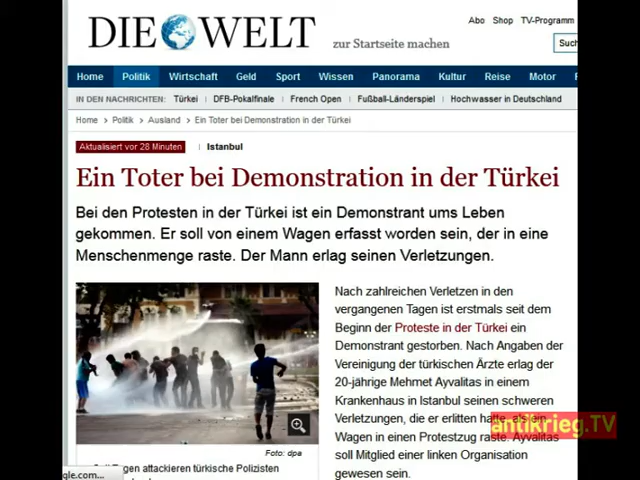 DIE WELT
zur Startseite machen
Abo Shop TV-Programm
Home Politik Wirtschaft Geld Sport Wissen Panorama Kultur Reise Motor
IN DEN NACHRICHTEN: Türkei DFB-Pokalfinale French Open Fußball-Länderspiel Hochwasser in Deutschland
Home Politik Ausland Ein Toter bei Demonstration in der Türkei
Aktualisiert vor 28 Minuten Istanbul
Ein Toter bei Demonstration in der Türkei
Bei den Protesten in der Türkei ist ein Demonstrant ums Leben
gekommen. Er soll von einem Wagen erfasst worden sein, der in eine
Menschenmenge raste. Der Mann erlag seinen Verletzungen.
Nach zahlreichen Verletzen in den
vergangenen Tagen ist erstmals seit dem
Beginn der Proteste in der Türkei ein
Demonstrant gestorben. Nach Angaben der
Vereinigung der türkischen Ärzte erlag der
20-jährige Mehmet Ayvalitas in einem
Krankenhaus in Istanbul seinen schweren
Verletzungen, die er erlitten hatte, als ein
Wagen in einen Protestzug raste. Ayvalitas
soll Mitglied einer linken Organisation
gewesen sein.
antikrieg.TV
Foto: dpa
attackieren türkische Polizisten